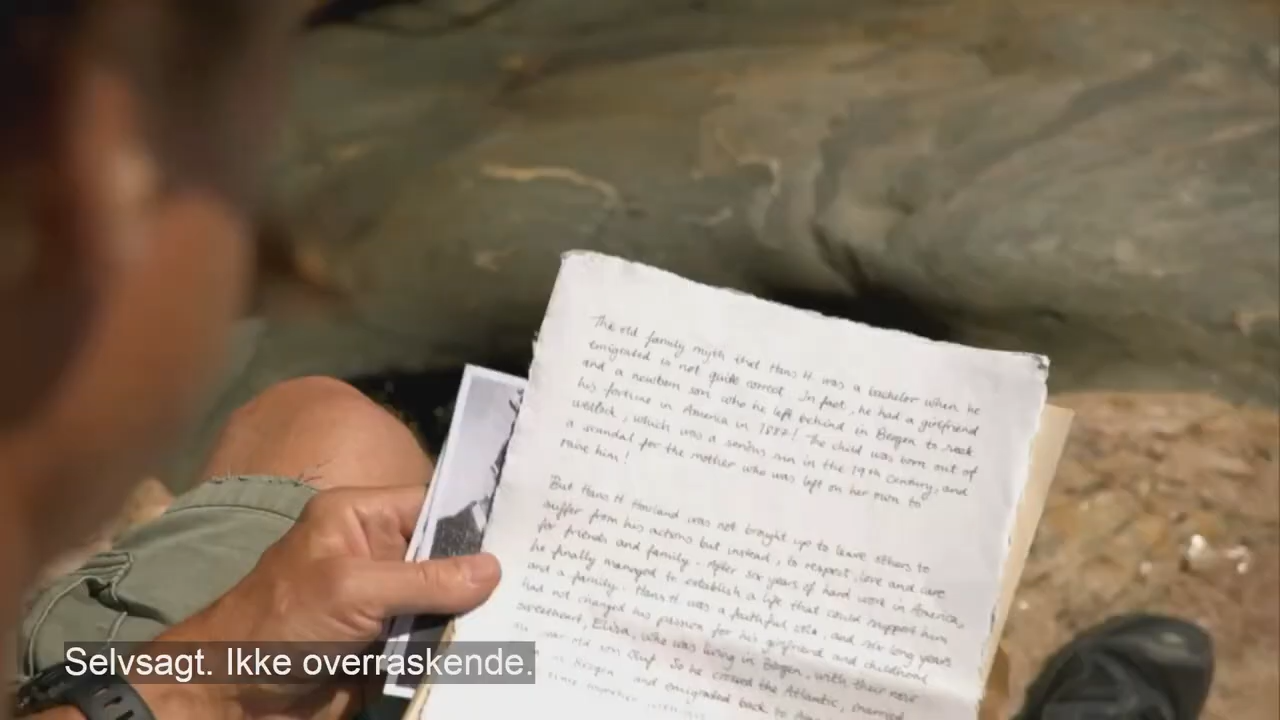 The old family myth that Hans H. was a bachelor when he
emigrated is not quite correct. In fact, he had a girlfriend
and a newborn son who he left behind in Bergen to seek
his fortune in America in 1887! The child was born out of
wedlock, which was a serious sin in the 19th century, and
a scandal for the mother who was left on her own to
raise him!
But Hans H. was not brought up to leave others to
suffer from his actions but instead, to respect, love and care
for friends and family. After six years of hard work in America,
he finally managed to establish a life that could support him
and a family. Hans H. was a faithful and six long years
had not changed his passion for his girlfriend and childhood
sweetheart, Elisa, who was living in Bergen, with their now
year old son Oluf. So he crossed the Atlantic, married
in Bergen and emigrated back to
Selvsagt. Ikke overraskende.